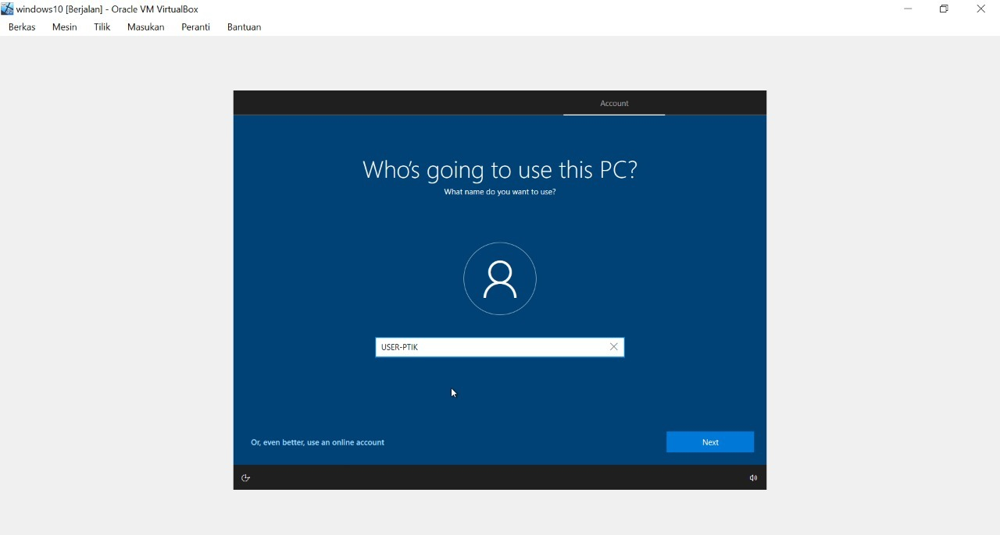 windows10 [Berjalan] - Oracle VM VirtualBox
Berkas Mesin Tilik Masukan Peranti Bantuan
Account
Who's going to use this PC?
What name do you want to use?
USER-PTIK
Or, even better, use an online account
Next